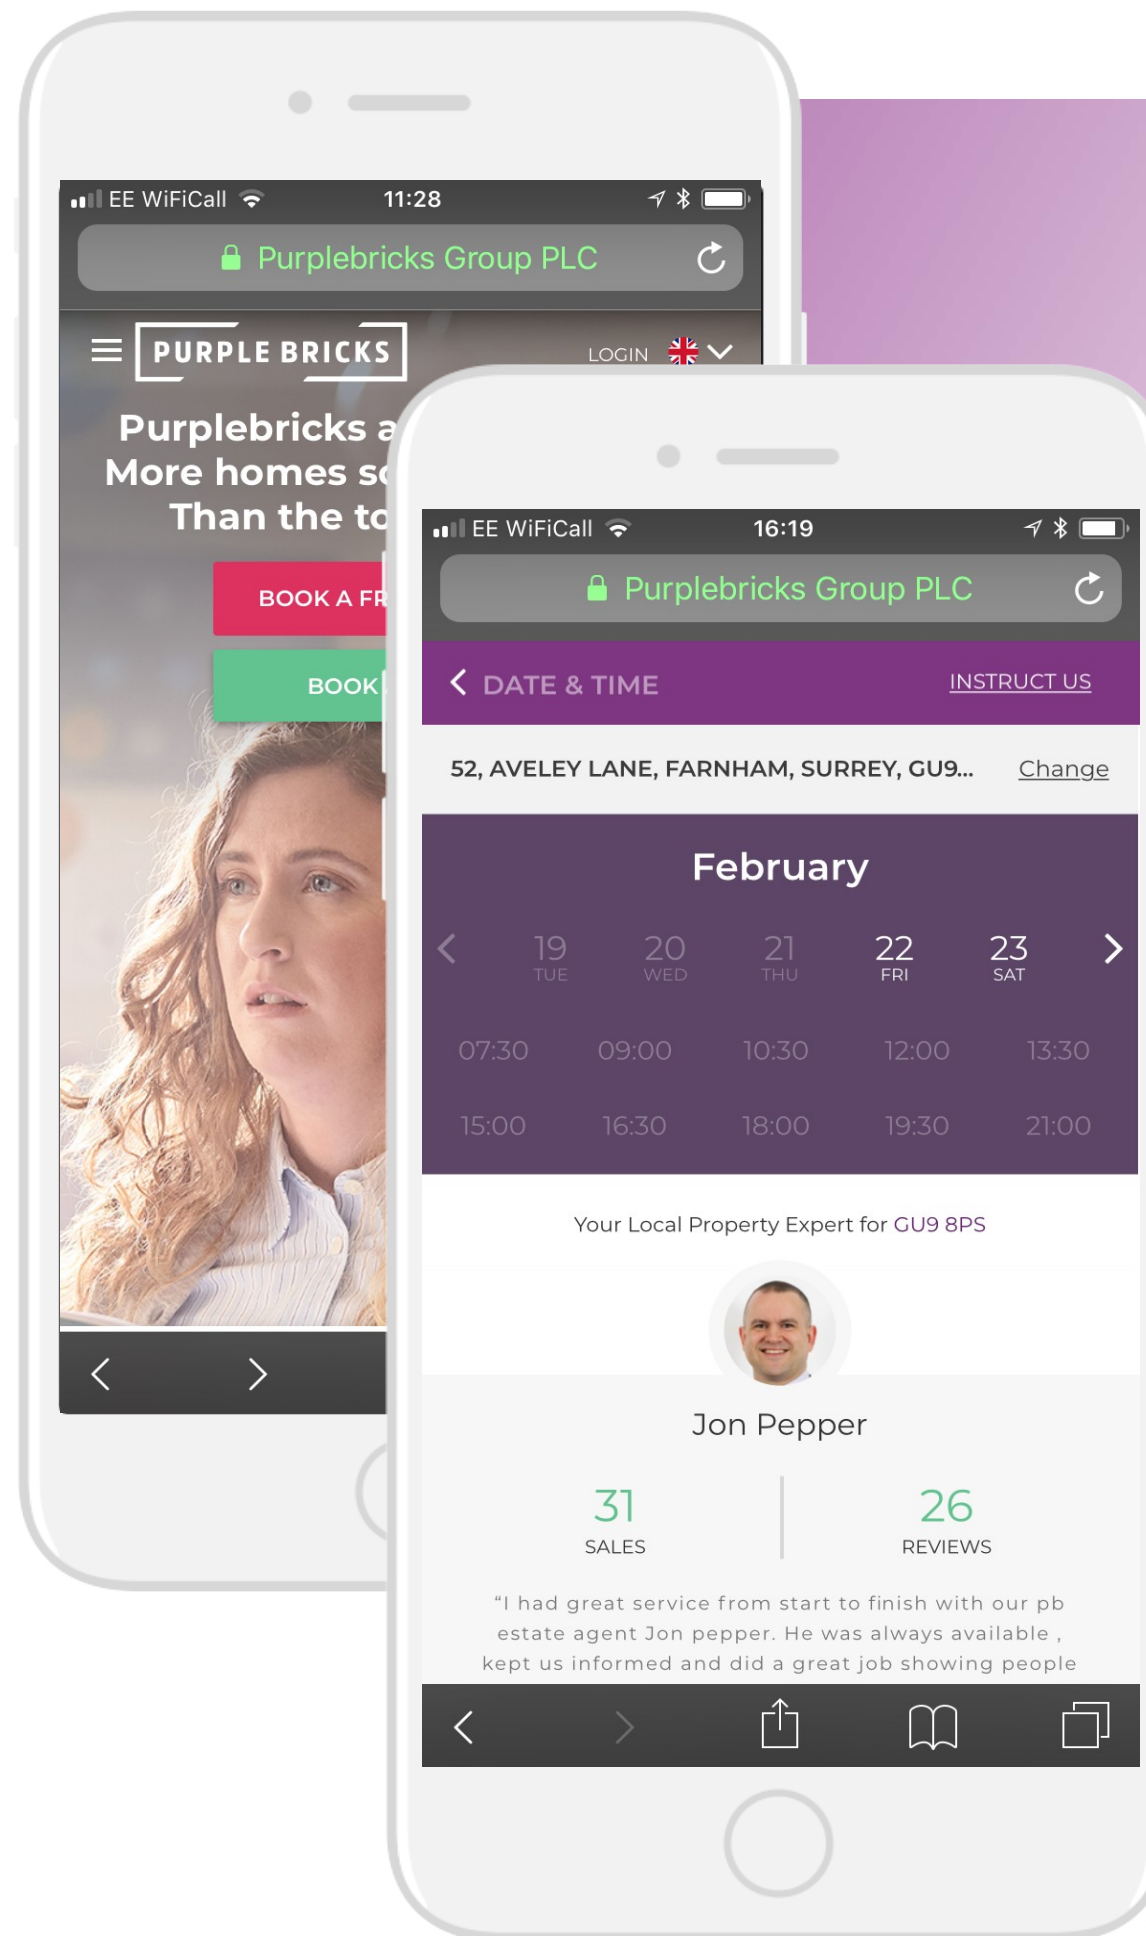 EE WiFiCall 11:28
Purplebricks Group PLC
PURPLE BRICKS
LOGIN
Purplebricks
More homes
Than the
BOOK A
BOOK
EE WiFiCall 16:19
Purplebricks Group PLC
DATE & TIME INSTRUCT US
52, AVELEY LANE, FARNHAM, SURREY, GU9... Change
February
19 20 21 22 23
TUE WED THU FRI SAT
07:30 09:00 10:30 12:00 13:30
15:00 16:30 18:00 19:30 21:00
Your Local Property Expert for GU9 8PS
Jon Pepper
31 26
SALES REVIEWS
“I had great service from start to finish with our pb
estate agent Jon pepper. He was always available ,
kept us informed and did a great job showing people